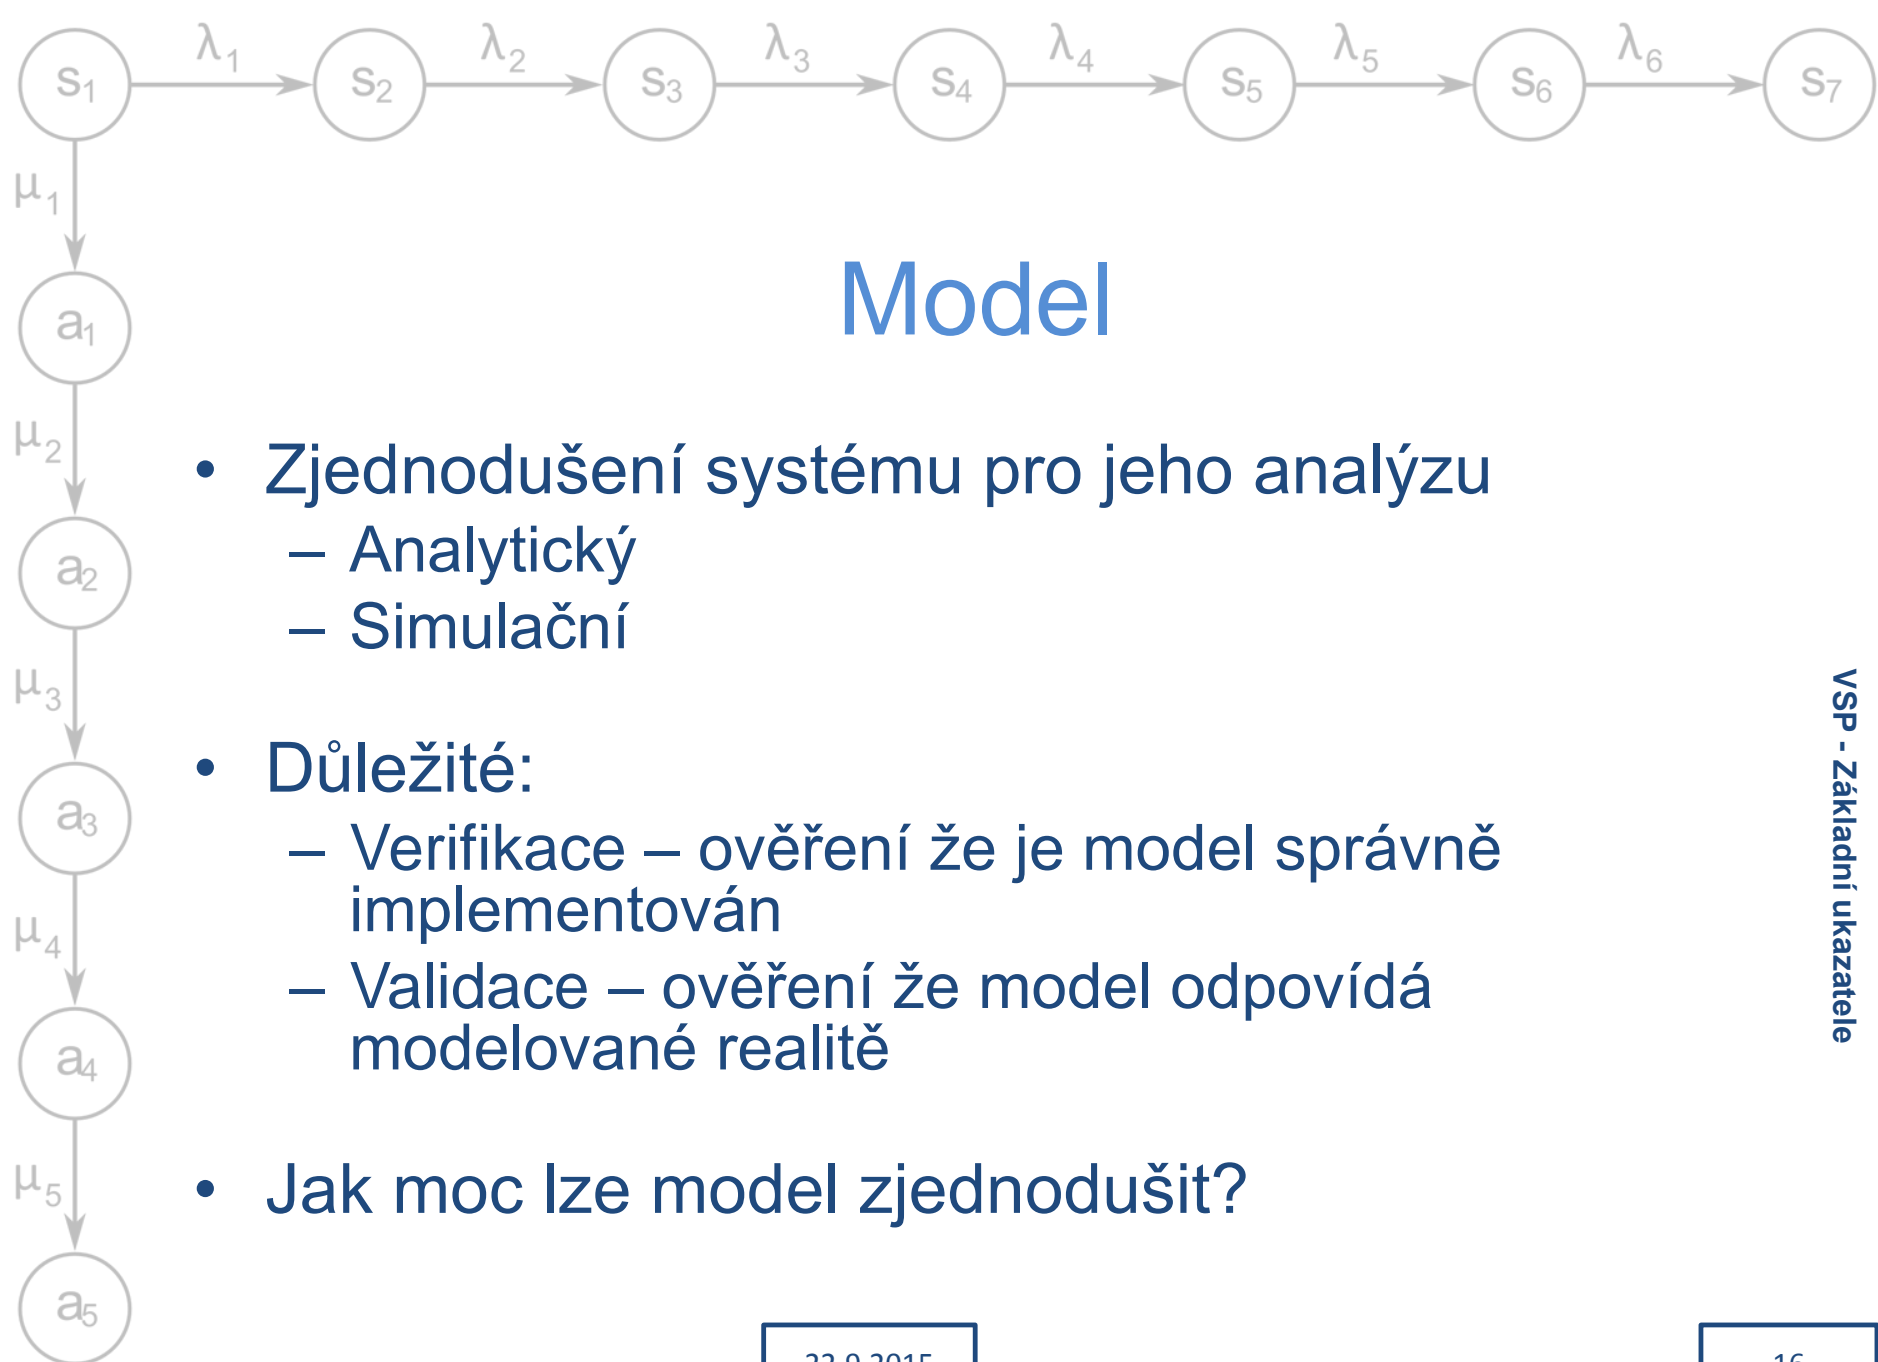 s1 λ1 s2 λ2 s3 λ3 s4 λ4 s5 λ5 s6 λ6 s7
μ1
a1
μ2
a2
μ3
a3
μ4
a4
μ5
a5
Model
• Zjednodušení systému pro jeho analýzu
– Analytický
– Simulační
• Důležité:
– Verifikace – ověření že je model správně
implementován
– Validace – ověření že model odpovídá
modelované realitě
• Jak moc lze model zjednodušit?
VSP - Základní ukazatele
16